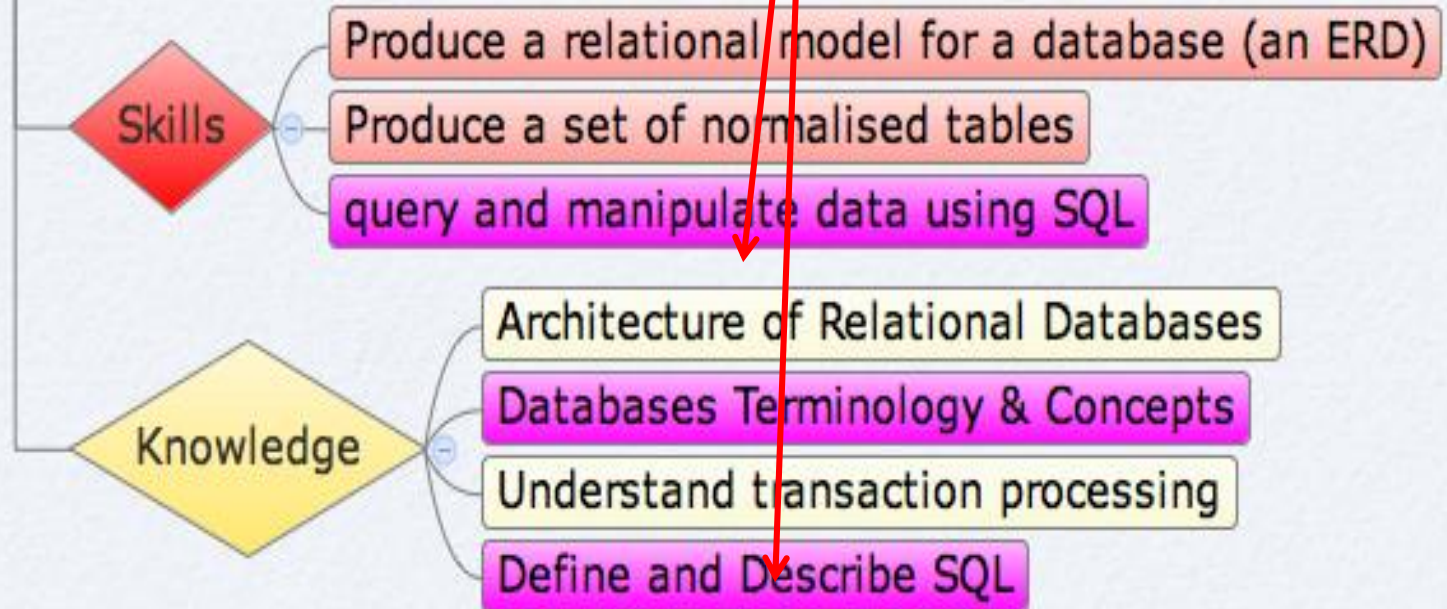 Skills
Produce a relational model for a database (an ERD)
Produce a set of normalised tables
query and manipulate data using SQL
Knowledge
Architecture of Relational Databases
Databases Terminology & Concepts
Understand transaction processing
Define and Describe SQL